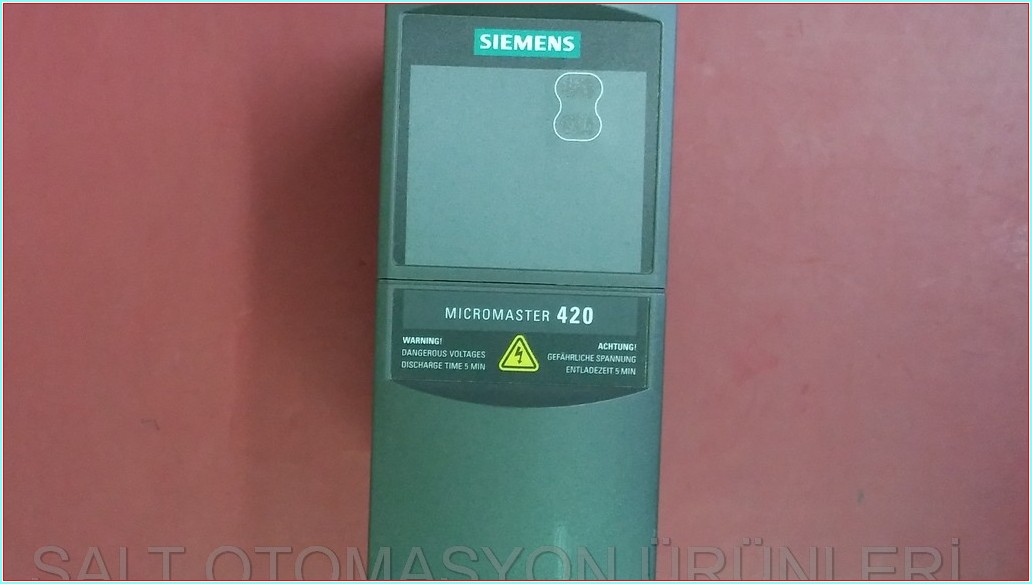 SIEMENS
MICROMASTER 420
WARNING!
DANGEROUS VOLTAGES
DISCHARGE TIME 5 MIN
ACHTUNG!
GEFÄHRLICHE SPANNUNG
ENTLADEZEIT 5 MIN
SALT OTOMASYON ÜRÜNLERİ